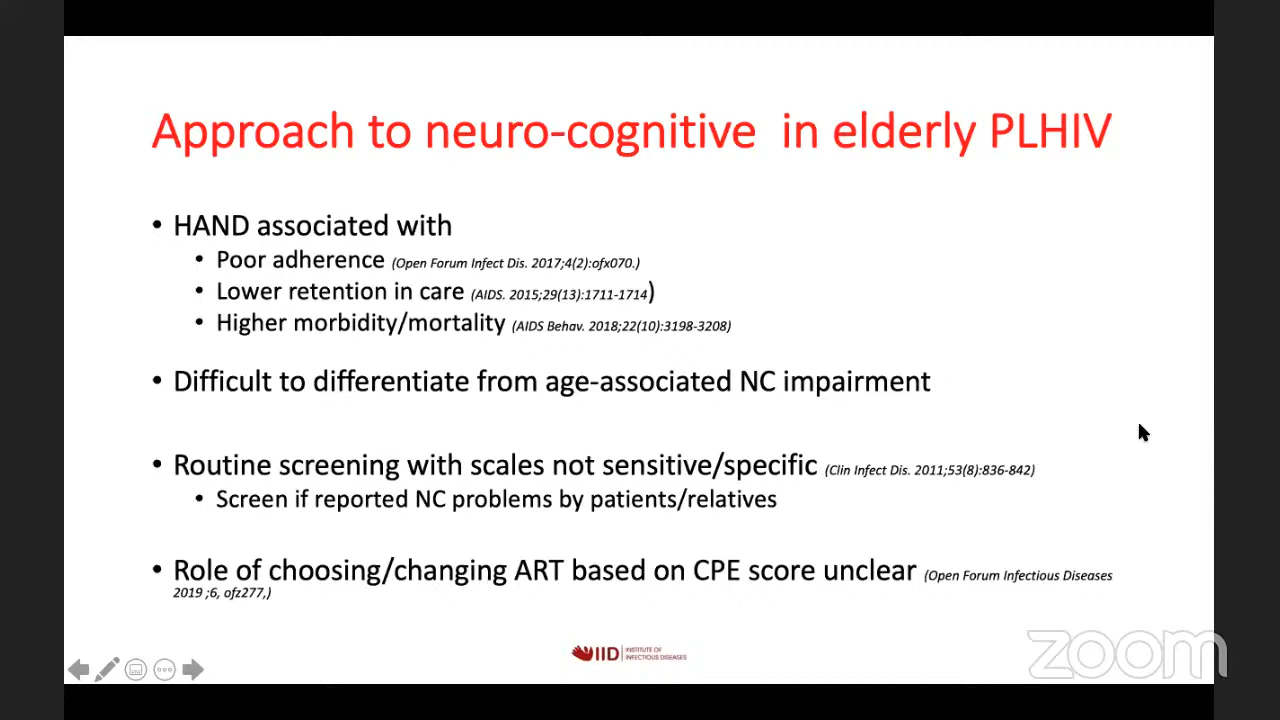 Approach to neuro-cognitive  in elderly PLHIV
• HAND associated with
• Poor adherence (Open Forum Infect Dis. 2017;4(2):ofx070.)
• Lower retention in care (AIDS. 2015;29(13):1711-1714)
• Higher morbidity/mortality (AIDS Behav. 2018;22(10):3198-3208)
• Difficult to differentiate from age-associated NC impairment
• Routine screening with scales not sensitive/specific (Clin Infect Dis. 2011;53(8):836-842)
• Screen if reported NC problems by patients/relatives
• Role of choosing/changing ART based on CPE score unclear (Open Forum Infectious Diseases
2019 ;6, ofz277,)
IID
INSTITUTE OF
INFECTIOUS DISEASES
zoom